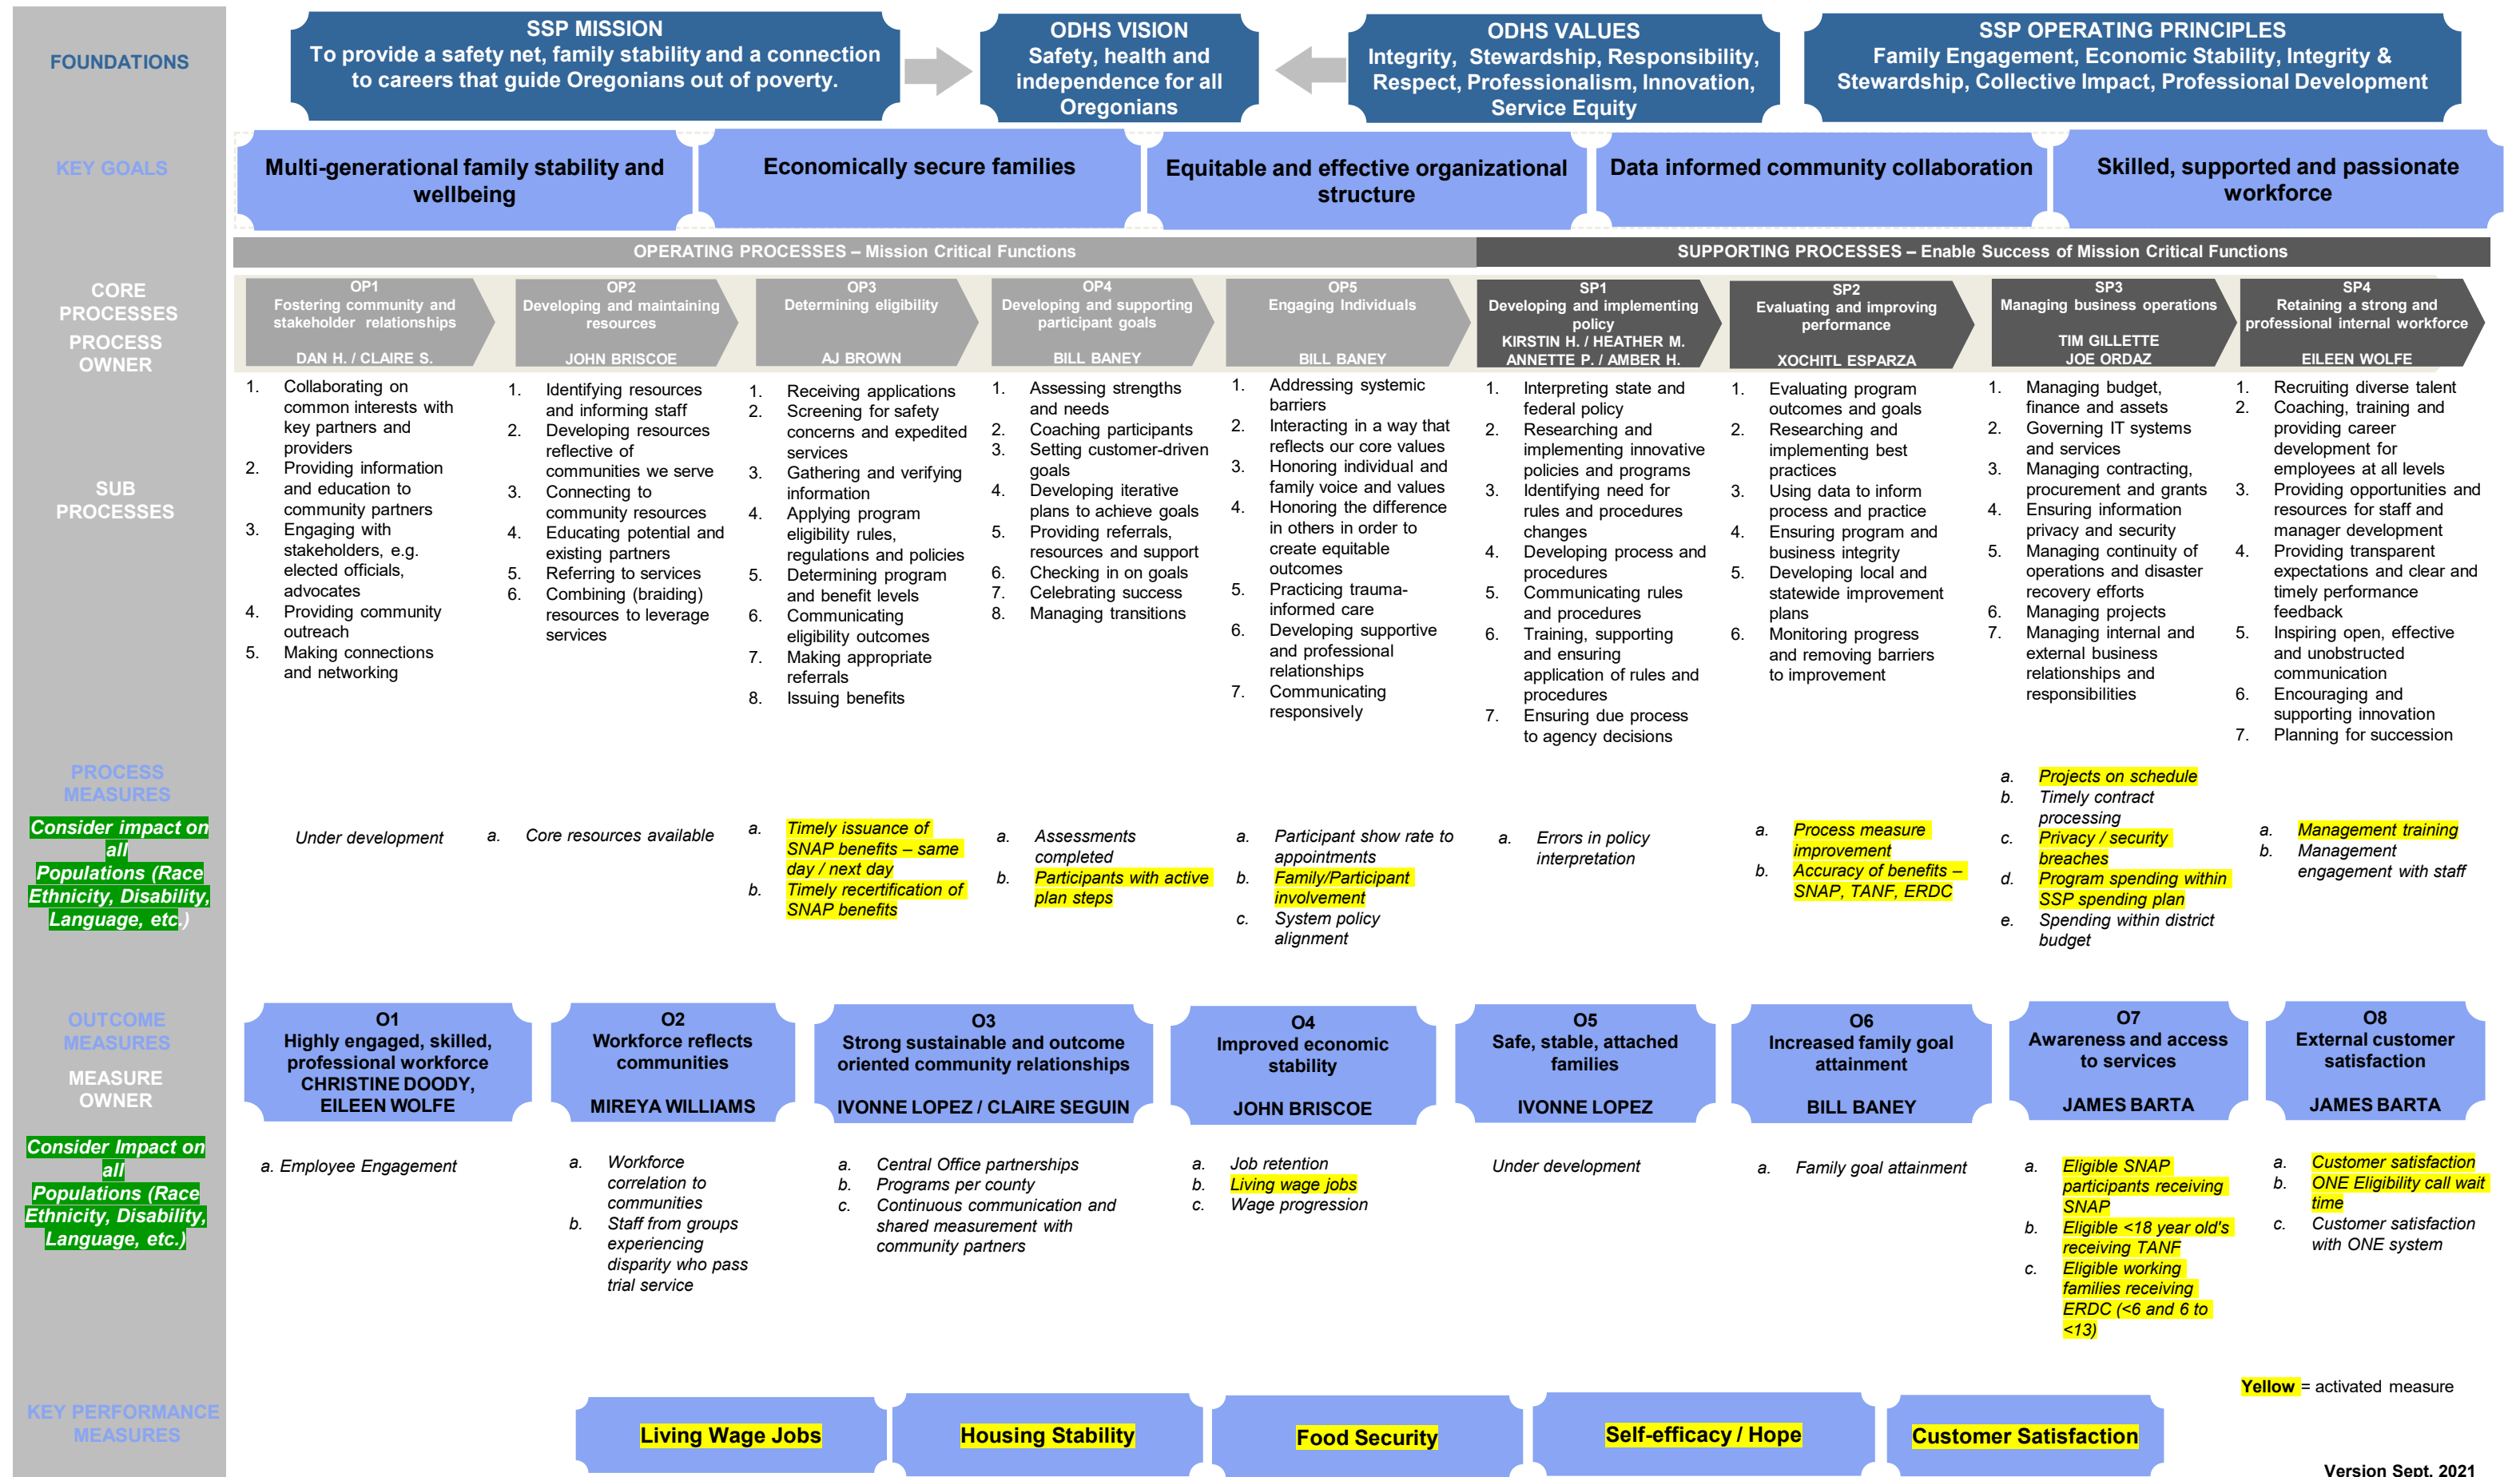 FOUNDATIONS
SSP MISSION
To provide a safety net, family stability and a connection
to careers that guide Oregonians out of poverty.
ODHS VISION
Safety, health and
independence for all
Oregonians
ODHS VALUES
Integrity, Stewardship, Responsibility,
Respect, Professionalism, Innovation,
Service Equity
SSP OPERATING PRINCIPLES
Family Engagement, Economic Stability, Integrity &
Stewardship, Collective Impact, Professional Development
KEY GOALS
Multi-generational family stability and
wellbeing
Economically secure families
Equitable and effective organizational
structure
Data informed community collaboration
Skilled, supported and passionate
workforce
OPERATING PROCESSES – Mission Critical Functions
SUPPORTING PROCESSES – Enable Success of Mission Critical Functions
CORE
PROCESSES
PROCESS
OWNER
OP1
Fostering community and
stakeholder relationships
DAN H. / CLAIRE S.
OP2
Developing and maintaining
resources
JOHN BRISCOE
OP3
Determining eligibility
AJ BROWN
OP4
Developing and supporting
participant goals
BILL BANEY
OP5
Engaging Individuals
BILL BANEY
SP1
Developing and implementing
policy
KIRSTIN H. / HEATHER M.
ANNETTE P. / AMBER H.
SP2
Evaluating and improving
performance
XOCHITL ESPARZA
SP3
Managing business operations
TIM GILLETTE
JOE ORDAZ
SP4
Retaining a strong and
professional internal workforce
EILEEN WOLFE
SUB
PROCESSES
1. Collaborating on
common interests with
key partners and
providers
2. Providing information
and education to
community partners
3. Engaging with
stakeholders, e.g.
elected officials,
advocates
4. Providing community
outreach
5. Making connections
and networking
1. Identifying resources
and informing staff
2. Developing resources
reflective of
communities we serve
3. Connecting to
community resources
4. Educating potential and
existing partners
5. Referring to services
6. Combining (braiding)
resources to leverage
services
1. Receiving applications
2. Screening for safety
concerns and expedited
services
3. Gathering and verifying
information
4. Applying program
eligibility rules,
regulations and policies
5. Determining program
and benefit levels
6. Communicating
eligibility outcomes
7. Making appropriate
referrals
8. Issuing benefits
1. Assessing strengths
and needs
2. Coaching participants
3. Setting customer-driven
goals
4. Developing iterative
plans to achieve goals
5. Providing referrals,
resources and support
6. Checking in on goals
7. Celebrating success
8. Managing transitions
1. Addressing systemic
barriers
2. Interacting in a way that
reflects our core values
3. Honoring individual and
family voice and values
4. Honoring the difference
in others in order to
create equitable
outcomes
5. Practicing trauma-
informed care
6. Developing supportive
and professional
relationships
7. Communicating
responsively
1. Interpreting state and
federal policy
2. Researching and
implementing innovative
policies and programs
3. Identifying need for
rules and procedures
changes
4. Developing process and
procedures
5. Communicating rules
and procedures
6. Training, supporting
and ensuring
application of rules and
procedures
7. Ensuring due process
to agency decisions
1. Evaluating program
outcomes and goals
2. Researching and
implementing best
practices
3. Using data to inform
process and practice
4. Ensuring program and
business integrity
5. Developing local and
statewide improvement
plans
6. Monitoring progress
and removing barriers
to improvement
1. Managing budget,
finance and assets
2. Governing IT systems
and services
3. Managing contracting,
procurement and grants
4. Ensuring information
privacy and security
5. Managing continuity of
operations and disaster
recovery efforts
6. Managing projects
7. Managing internal and
external business
relationships and
responsibilities
1. Recruiting diverse talent
2. Coaching, training and
providing career
development for
employees at all levels
3. Providing opportunities and
resources for staff and
manager development
4. Providing transparent
expectations and clear and
timely performance
feedback
5. Inspiring open, effective
and unobstructed
communication
6. Encouraging and
supporting innovation
7. Planning for succession
PROCESS
MEASURES
Consider impact on
all
Populations (Race
Ethnicity, Disability,
Language, etc.)
Under development
a. Core resources available
a. Timely issuance of
SNAP benefits – same
day / next day
b. Timely recertification of
SNAP benefits
a. Assessments
completed
b. Participants with active
plan steps
a. Participant show rate to
appointments
b. Family/Participant
involvement
c. System policy
alignment
a. Errors in policy
interpretation
a. Process measure
improvement
b. Accuracy of benefits –
SNAP, TANF, ERDC
a. Projects on schedule
b. Timely contract
processing
c. Privacy / security
breaches
d. Program spending within
SSP spending plan
e. Spending within district
budget
a. Management training
b. Management
engagement with staff
OUTCOME
MEASURES
MEASURE
OWNER
O1
Highly engaged, skilled,
professional workforce
CHRISTINE DOODY,
EILEEN WOLFE
O2
Workforce reflects
communities
MIREYA WILLIAMS
O3
Strong sustainable and outcome
oriented community relationships
IVONNE LOPEZ / CLAIRE SEGUIN
O4
Improved economic
stability
JOHN BRISCOE
O5
Safe, stable, attached
families
IVONNE LOPEZ
O6
Increased family goal
attainment
BILL BANEY
O7
Awareness and access
to services
JAMES BARTA
O8
External customer
satisfaction
JAMES BARTA
Consider Impact on
all
Populations (Race
Ethnicity, Disability,
Language, etc.)
a. Employee Engagement
a. Workforce
correlation to
communities
b. Staff from groups
experiencing
disparity who pass
trial service
a. Central Office partnerships
b. Programs per county
c. Continuous communication and
shared measurement with
community partners
a. Job retention
b. Living wage jobs
c. Wage progression
Under development
a. Family goal attainment
a. Eligible SNAP
participants receiving
SNAP
b. Eligible <18 year old's
receiving TANF
c. Eligible working
families receiving
ERDC (<6 and 6 to
<13)
a. Customer satisfaction
b. ONE Eligibility call wait
time
c. Customer satisfaction
with ONE system
Yellow = activated measure
KEY PERFORMANCE
MEASURES
Living Wage Jobs
Housing Stability
Food Security
Self-efficacy / Hope
Customer Satisfaction
Version Sept. 2021